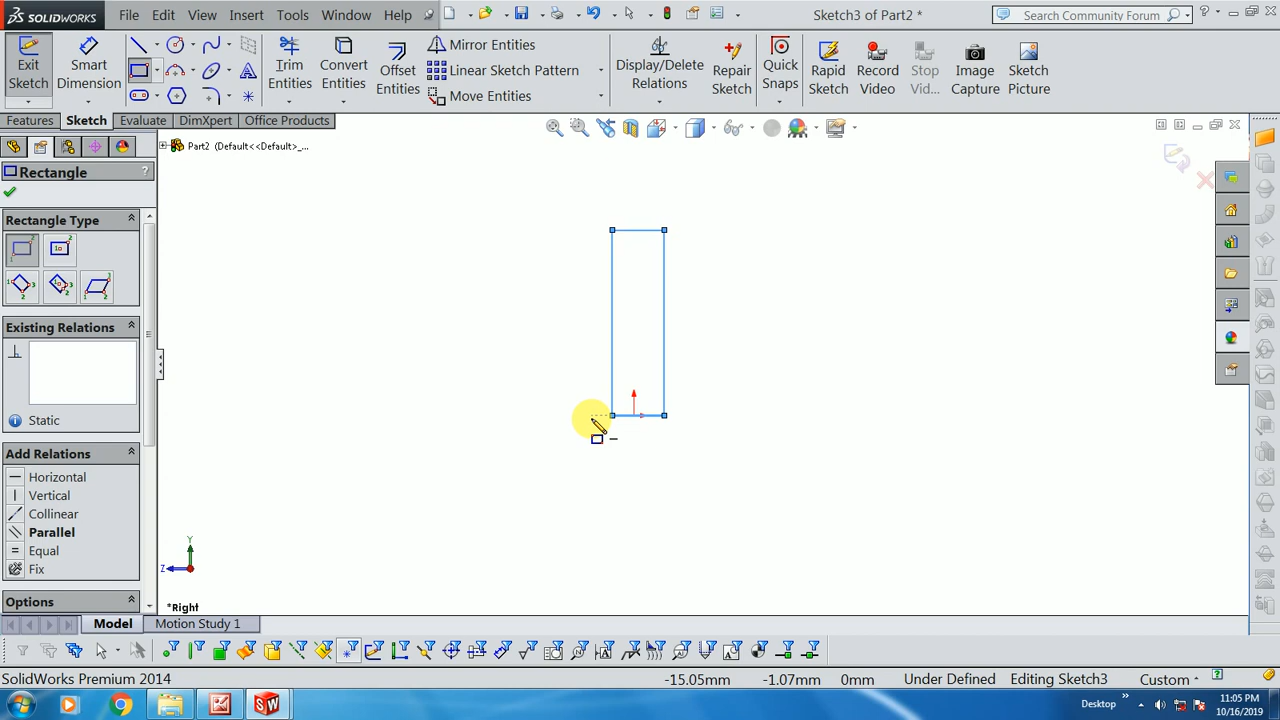 SOLIDWORKS File Edit View Insert Tools Window Help Sketch3 of Part2 * Search Community Forum
Exit Sketch
Smart Dimension
Trim Entities
Convert Entities
Offset Entities
Mirror Entities
Linear Sketch Pattern
Move Entities
Display/Delete Relations
Repair Sketch
Quick Snaps
Rapid Sketch
Record Video
Stop Vid...
Image Capture
Sketch Picture
Features Sketch Evaluate DimXpert Office Products
Part2 (Default<<Default>_...
Rectangle ?
Rectangle Type
Existing Relations
Static
Add Relations
Horizontal
Vertical
Collinear
Parallel
Equal
Fix
Options
Y
Z
*Right
Model Motion Study 1
SolidWorks Premium 2014 -15.05mm -1.07mm 0mm Under Defined Editing Sketch3 Custom
Desktop
11:05 PM
10/16/2019